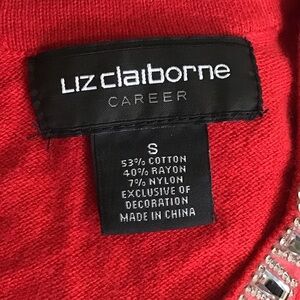 Liz claiborne
CAREER
S
53% COTTON
40% RAYON
7% NYLON
EXCLUSIVE OF
DECORATION
MADE IN CHINA